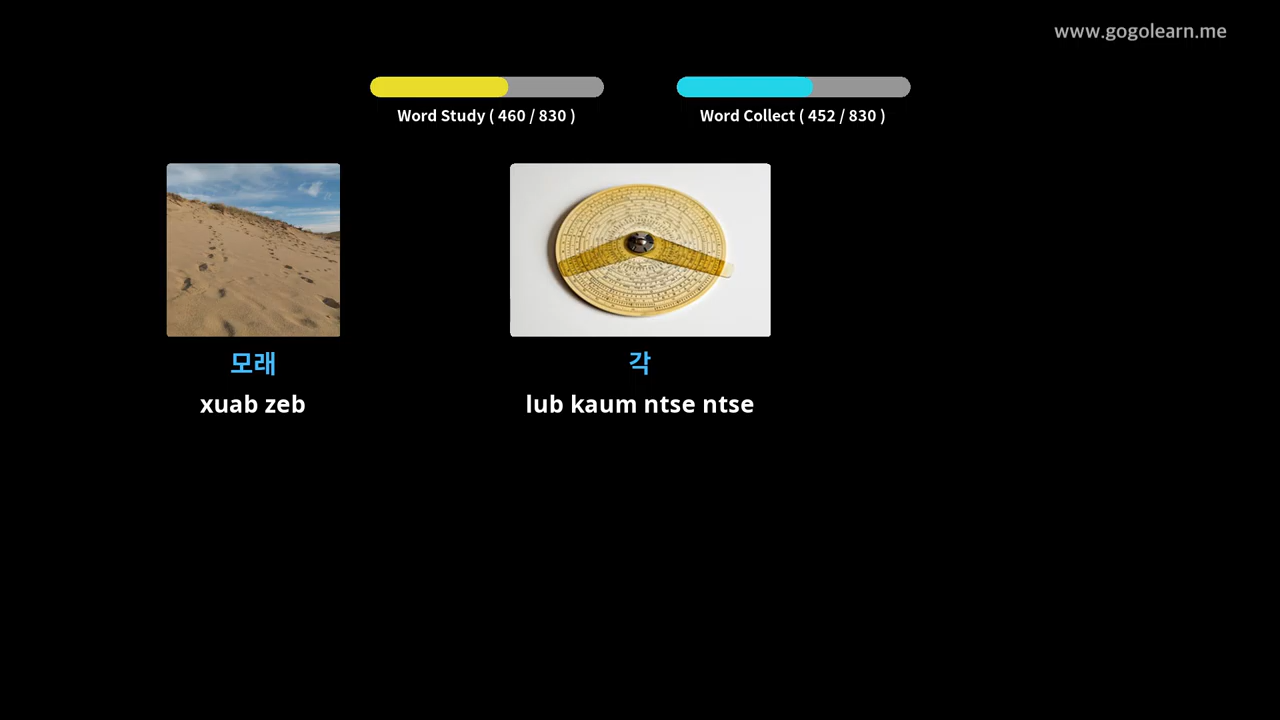 www.gogolearn.me
Word Study ( 460 / 830 )
Word Collect ( 452 / 830 )
모래
각
xuab zeb
lub kaum ntse ntse